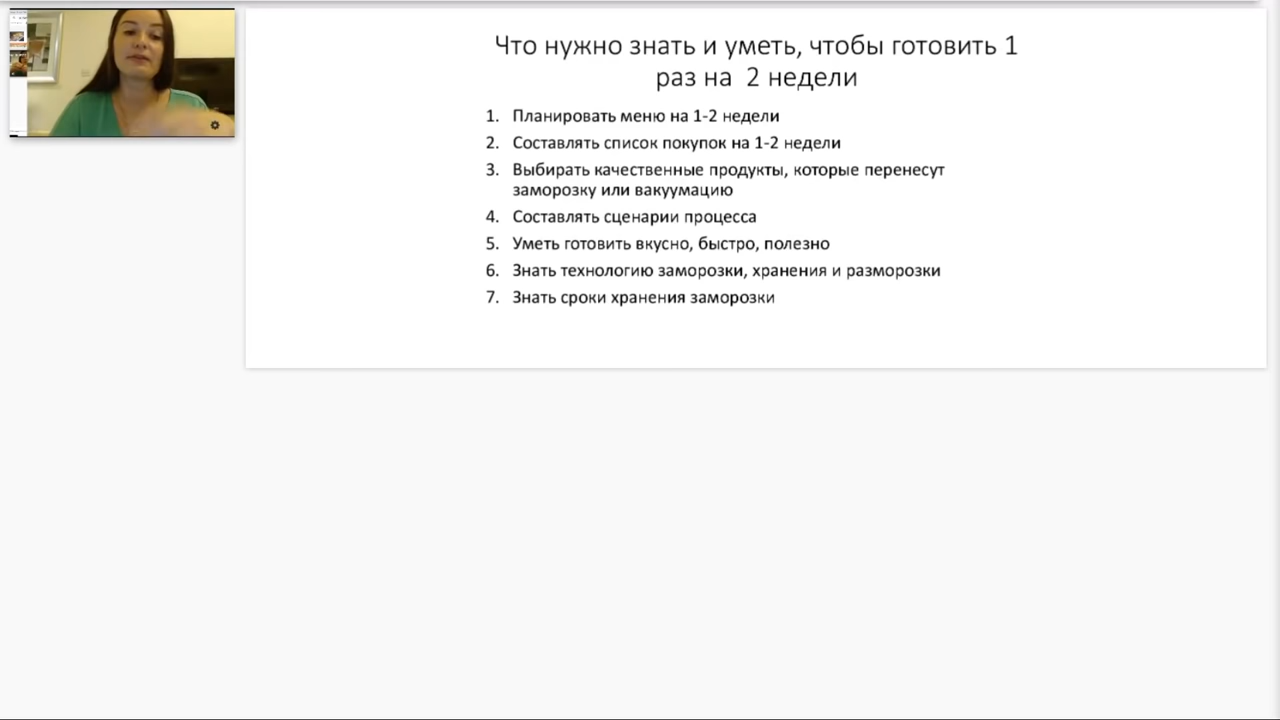 Что нужно знать и уметь, чтобы готовить 1
раз на 2 недели
1. Планировать меню на 1-2 недели
2. Составлять список покупок на 1-2 недели
3. Выбирать качественные продукты, которые перенесут
заморозку или вакуумацию
4. Составлять сценарии процесса
5. Уметь готовить вкусно, быстро, полезно
6. Знать технологию заморозки, хранения и разморозки
7. Знать сроки хранения заморозки